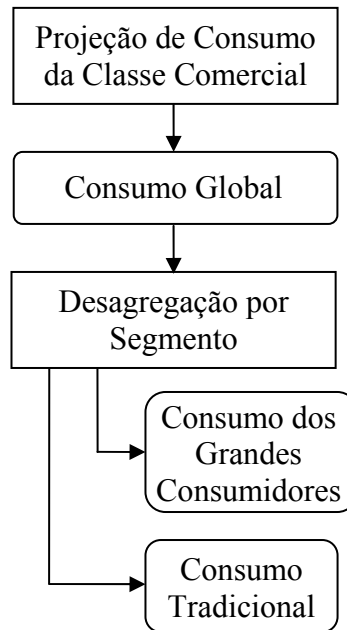 Projeção de Consumo
da Classe Comercial
Consumo Global
Desagregação por
Segmento
Consumo dos
Grandes
Consumidores
Consumo
Tradicional